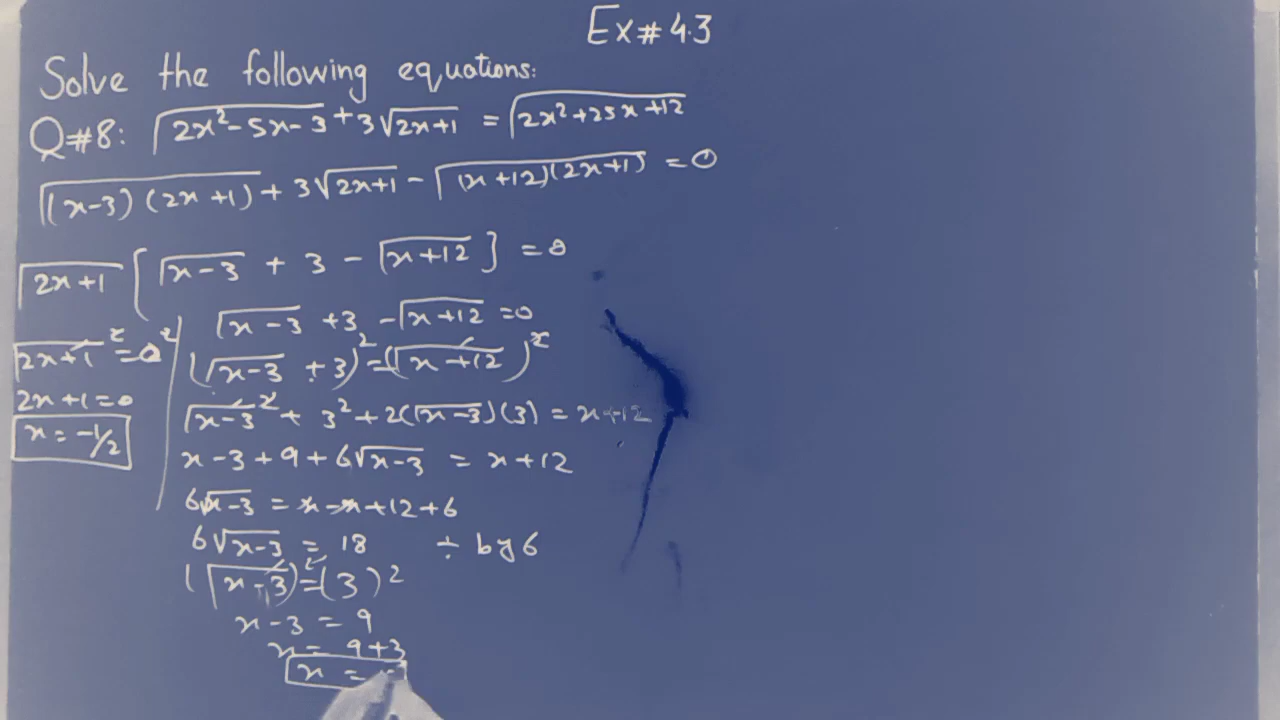 Ex# 4.3
Solve the following equations:
Q#8: √(2x²-5x-3) + 3√(2x+1) = √(2x²+25x+12)
√((x-3)(2x+1)) + 3√(2x+1) - √((x+12)(2x+1)) = 0
√(2x+1) [√(x-3) + 3 - √(x+12)] = 0
√(x-3) + 3 - √(x+12) = 0
√(2x+1)² = 0²
(√(x-3) + 3)² = (√(x+12))²
2x+1=0
√(x-3)² + 3² + 2(√(x-3))(3) = x+12
x = -1/2
x-3+9+6√(x-3) = x+12
6√(x-3) = x-x+12+6
6√(x-3) = 18 ÷ by 6
(√(x-3))² = (3)²
x-3 = 9
x = 9+3
x =